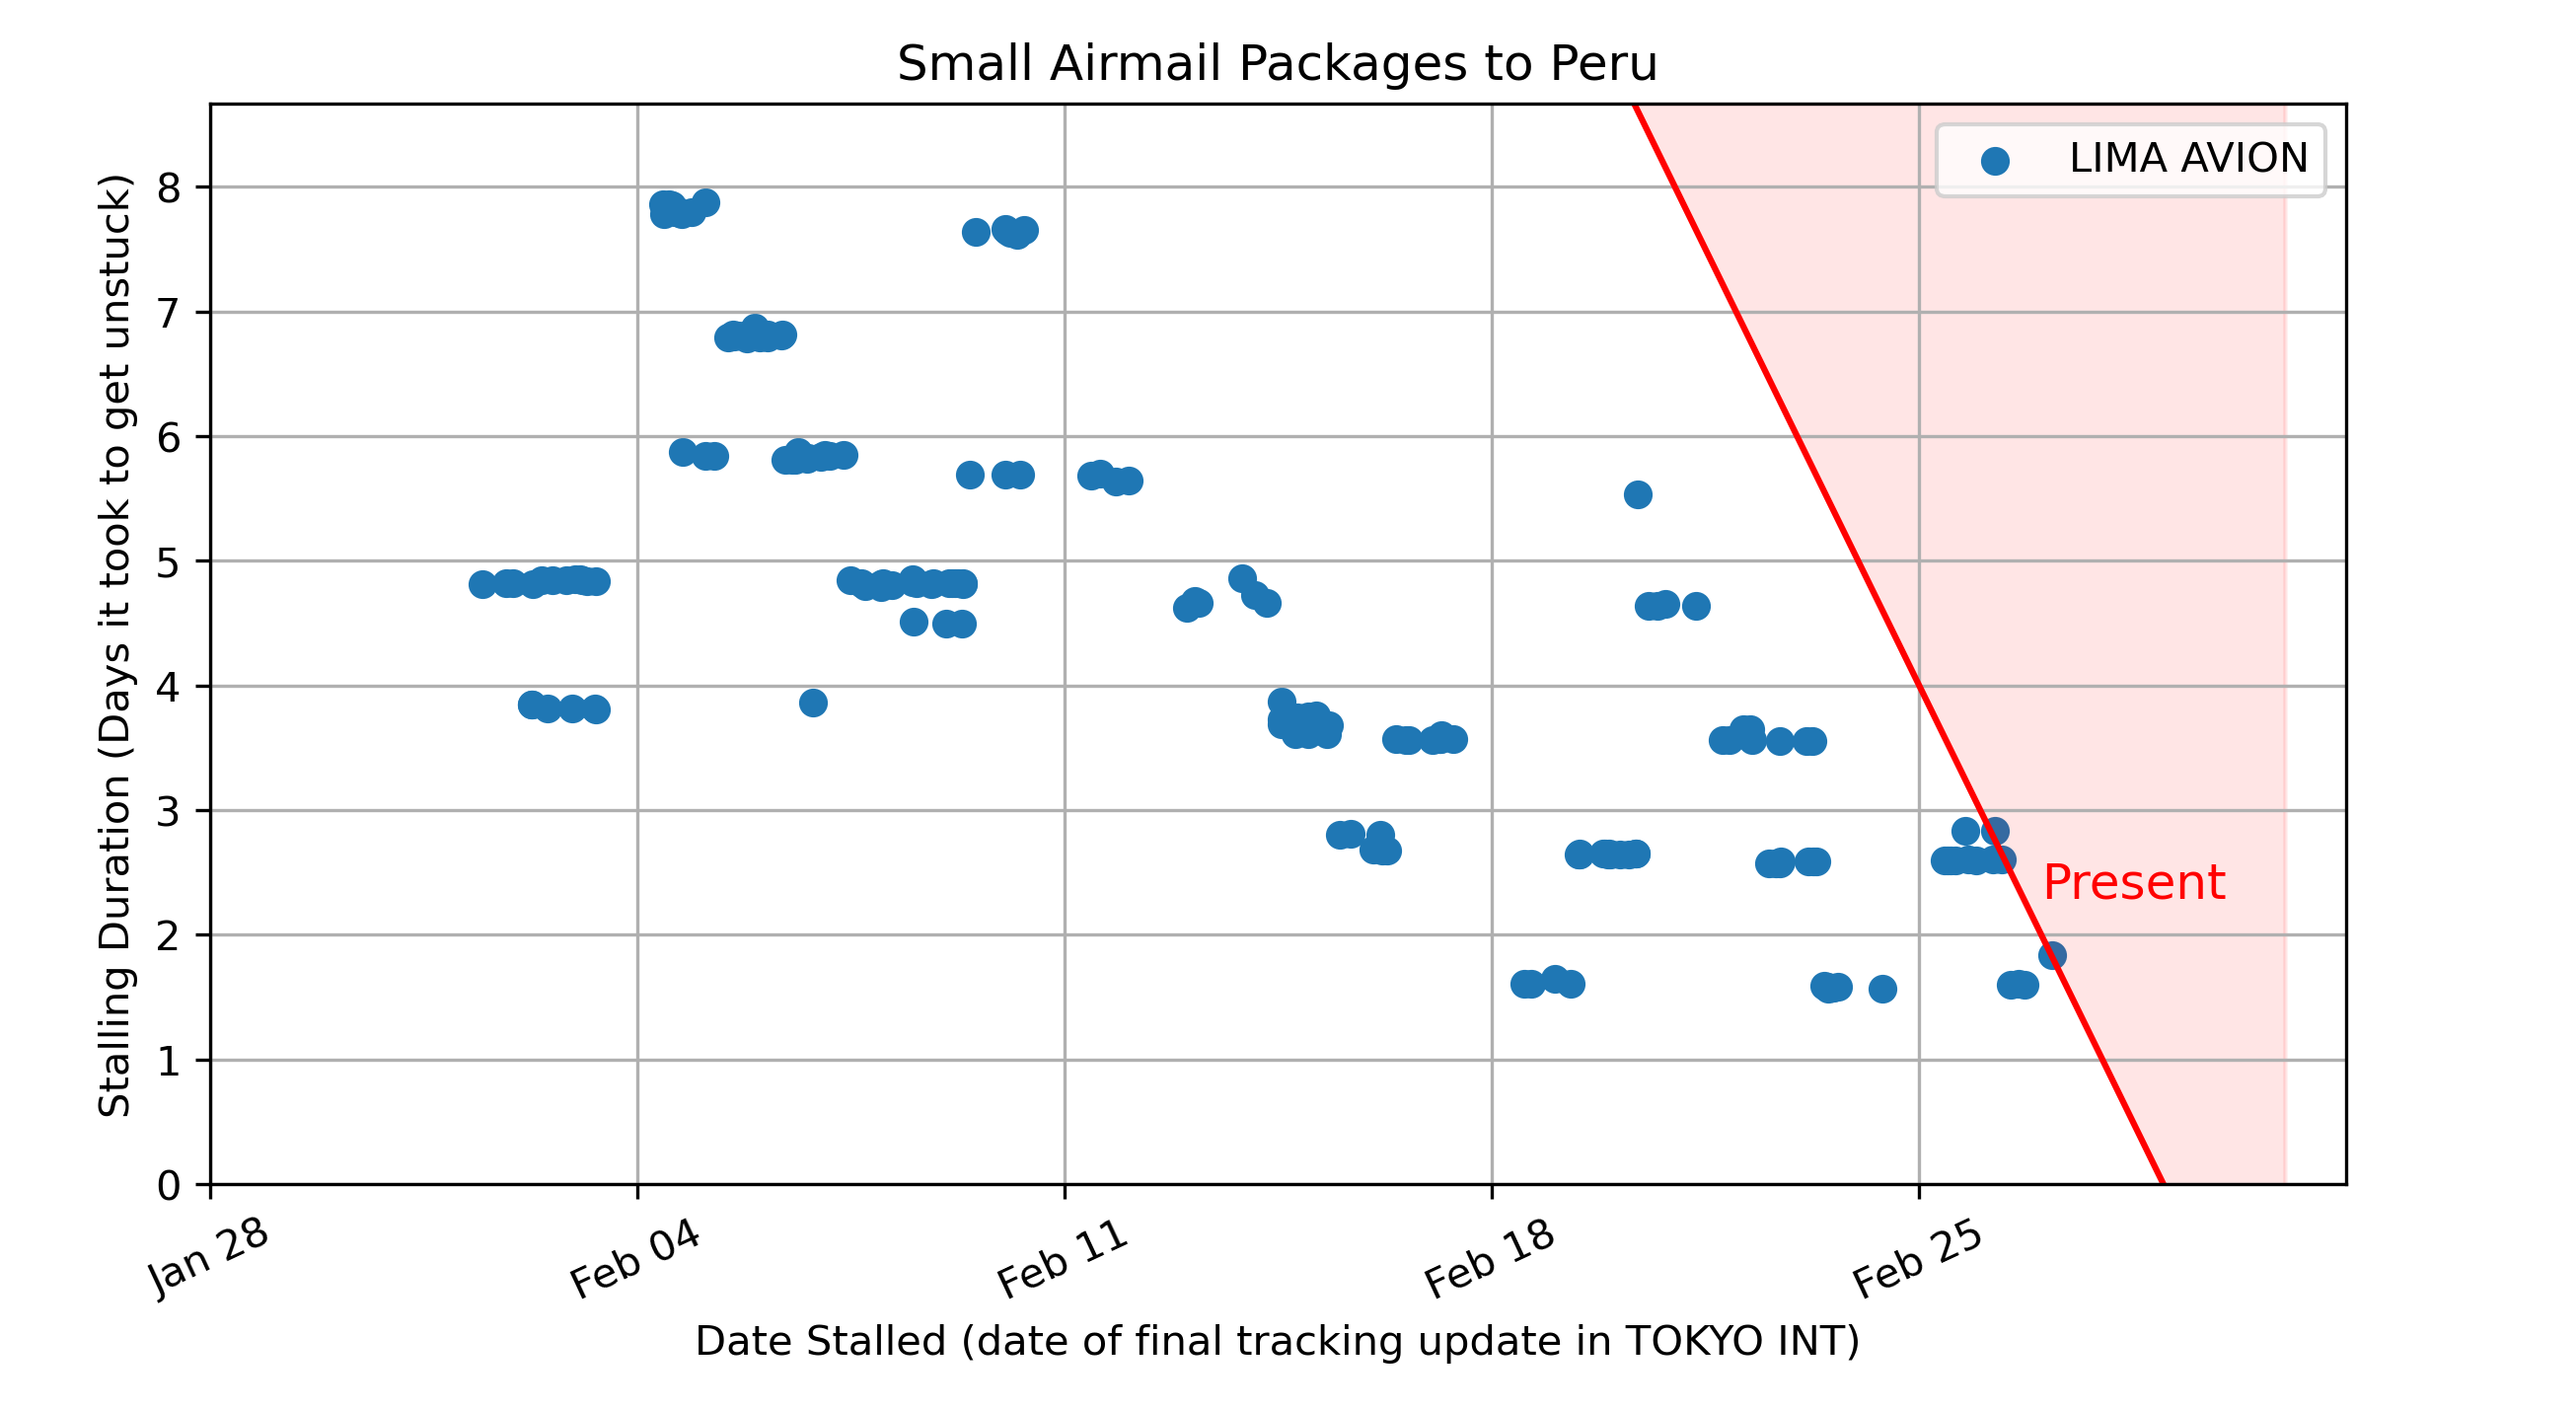 Small Airmail Packages to Peru
LIMA AVION
Stalling Duration (Days it took to get unstuck)
8
7
6
5
4
3
2
1
0
Present
Jan 28
Feb 04
Feb 11
Feb 18
Feb 25
Date Stalled (date of final tracking update in TOKYO INT)